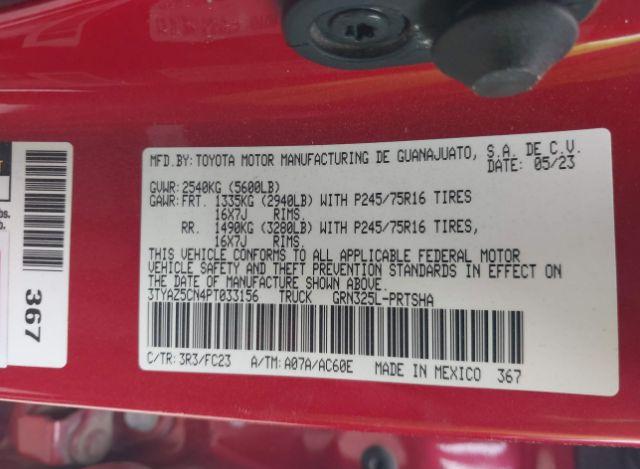 MFD.BY:TOYOTA MOTOR MANUFACTURING DE GUANAJUATO, S.A. DE C.V.
DATE: 05/23
GVWR:2540KG (5600LB)
GAWR:FRT. 1335KG (2940LB) WITH P245/75R16 TIRES
16X7J RIMS,
RR. 1490KG (3280LB) WITH P245/75R16 TIRES,
16X7J RIMS.
THIS VEHICLE CONFORMS TO ALL APPLICABLE FEDERAL MOTOR
VEHICLE SAFETY AND THEFT PREVENTION STANDARDS IN EFFECT ON
THE DATE OF MANUFACTURE SHOWN ABOVE.
3TYAZ5CN4PT033156 TRUCK GRN325L-PRTSHA
C/TR: 3R3/FC23 A/TM: A07A/AC60E MADE IN MEXICO 367
367